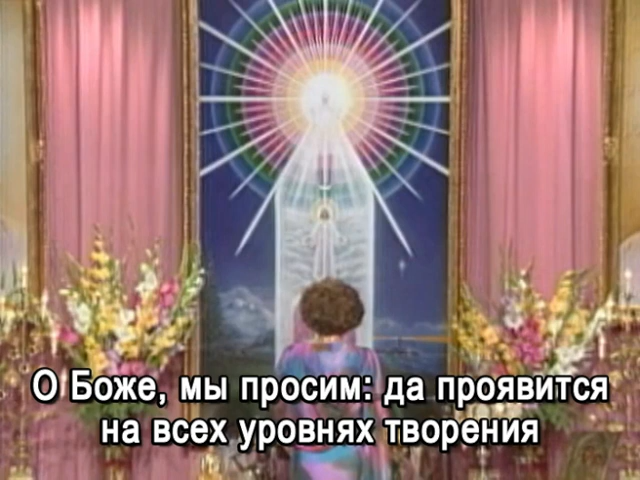 О Боже, мы просим: да проявится
на всех уровнях творения